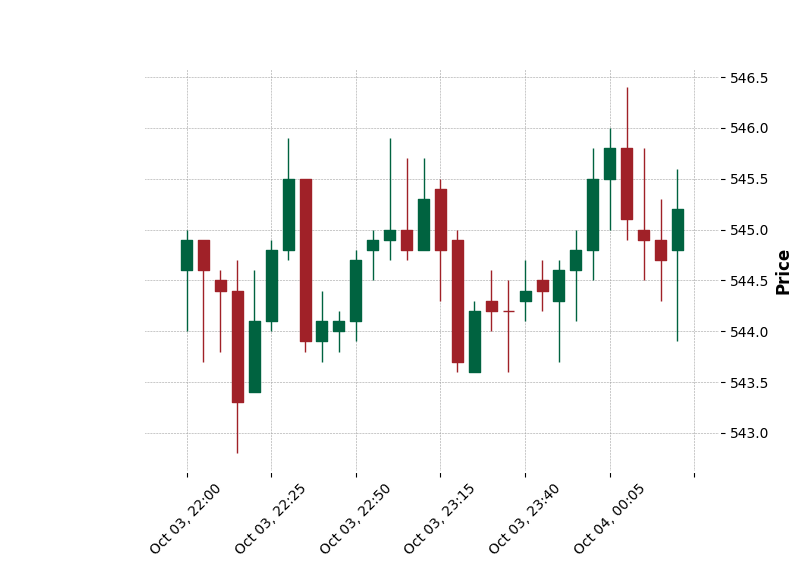 546.5
546.0
545.5
545.0
544.5
544.0
543.5
543.0
Price
Oct 03, 22:00
Oct 03, 22:25
Oct 03, 22:50
Oct 03, 23:15
Oct 03, 23:40
Oct 04, 00:05